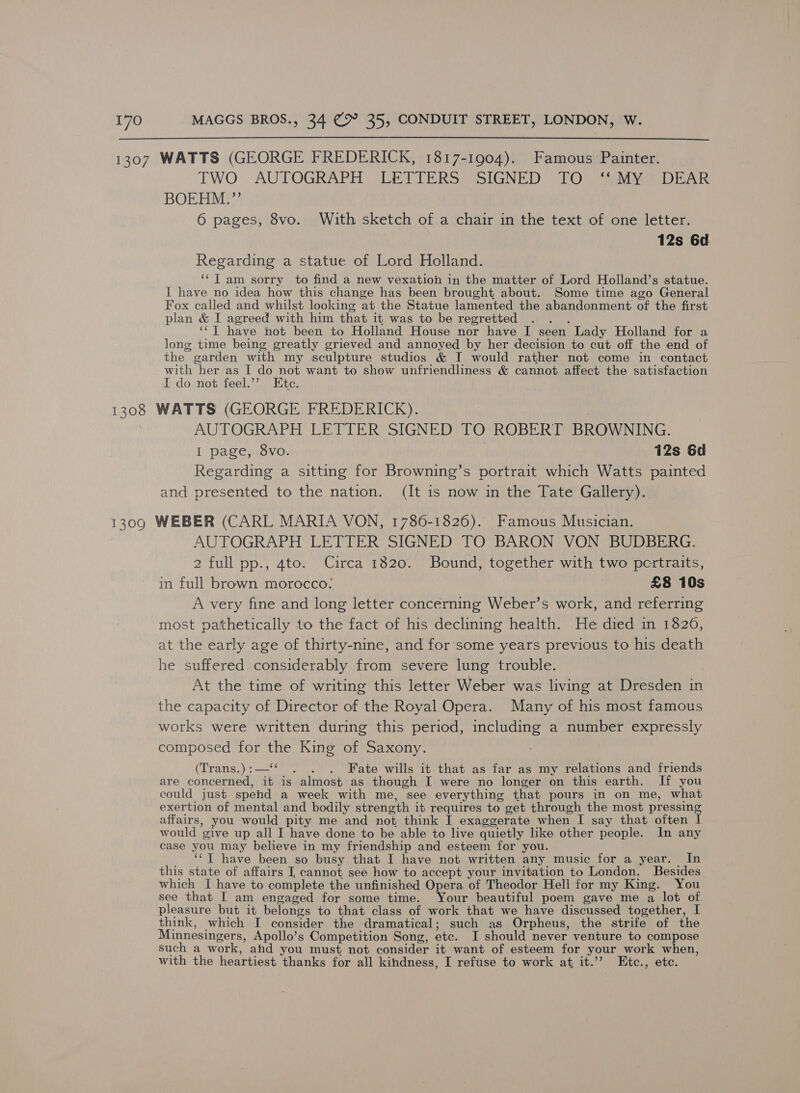 170 MAGGS BROS., 34 & 35, CONDUIT STREET, LONDON, W.
1307 WATTS (GEORGE FREDERICK, 1817-1904). Famous Painter.
TWO AUTOGRAPH LETTERS SIGNED TO “MY DEAR
BOEHM.”
6 pages, 8vo. With sketch of a chair in the text of one letter.
12s 6d
Regarding a statue of Lord Holland.
“I am sorry to find a new vexation in the matter of Lord Holland’s statue.
I have no idea how this change has been brought about. Some time ago General
Fox called and whilst looking at the Statue lamented the abandonment of the first
plan & I agreed with him that it was to be regretted . . .
“I have not been to Holland House nor have I seen Lady Holland for a
long time being greatly grieved and annoyed by her decision to cut off the end of
the garden with my sculpture studios & I would rather not come in contact
with her as I do not want to show unfriendliness & cannot affect the satisfaction
I do not feel.” Etc.
1308 WATTS (GEORGE FREDERICK).
AUTOGRAPH LETTER SIGNED TO ROBERT BROWNING.
1 page, 8vo. 12s 6d
Regarding a sitting for Browning’s portrait which Watts painted
and presented to the nation. (It is now in the Tate Gallery).
1309 WEBER (CARL MARIA VON, 1786-1826). Famous Musician.
AUTOGRAPH LETTER SIGNED TO BARON VON BUDBERG.
2 full pp., 4to. Circa 1820. Bound, together with two portraits,
in full brown morocco. £8 10s
A very fine and long letter concerning Weber’s work, and referring
most pathetically to the fact of his declining health. He died in 1826,
at the early age of thirty-nine, and for some years previous to his death
he suffered considerably from severe lung trouble.
At the time of writing this letter Weber was living at Dresden in
the capacity of Director of the Royal Opera. Many of his most famous
works were written during this period, including a number expressly
composed for the King of Saxony.
(Trans.):—“ . . . Fate wills it that as far as my relations and friends
are concerned, it is almost as though I were no longer on this earth. If you
could just spend a week with me, see everything that pours in on me, what
exertion of mental and bodily strength it requires to get through the most pressing
affairs, you would pity me and not think I exaggerate when I say that often I
would give up all I have done to be able to live quietly like other people. In any
case you may believe in my friendship and esteem for you.
“I have been so busy that I have not written any music for a year. In
this state of affairs I cannot see how to accept your invitation to London. Besides
which I have to complete the unfinished Opera of Theodor Hell for my King. You
see that I am engaged for some time. Your beautiful poem gave me a lot of
pleasure but it belongs to that class of work that we have discussed together, I
think, which I consider the dramatical; such as Orpheus, the strife of the
Minnesingers, Apollo’s Competition Song, etc. I should never venture to compose
such a work, and you must not consider it want of esteem for your work when,
with the heartiest thanks for all kindness, I refuse to work at it.” Etc., etc.